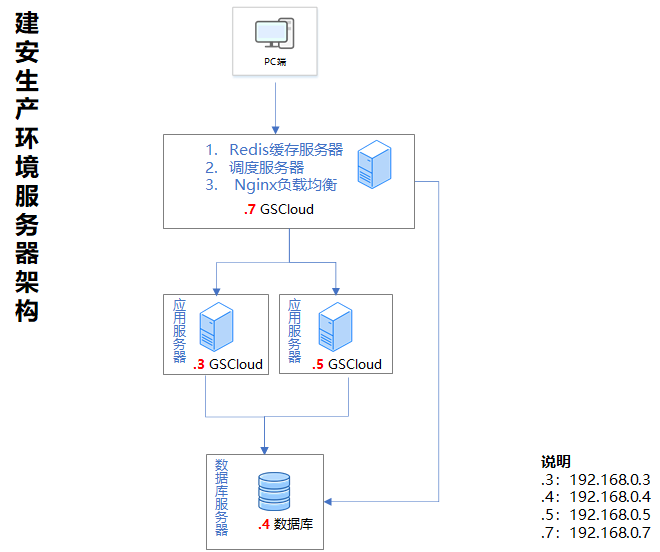 建安生产环境服务器架构
PC端
1. Redis缓存服务器
2. 调度服务器
3. Nginx负载均衡
.7 GSCloud
应用服务器
.3 GSCloud
应用服务器
.5 GSCloud
数据库服务器
.4 数据库
说明
.3：192.168.0.3
.4：192.168.0.4
.5：192.168.0.5
.7：192.168.0.7